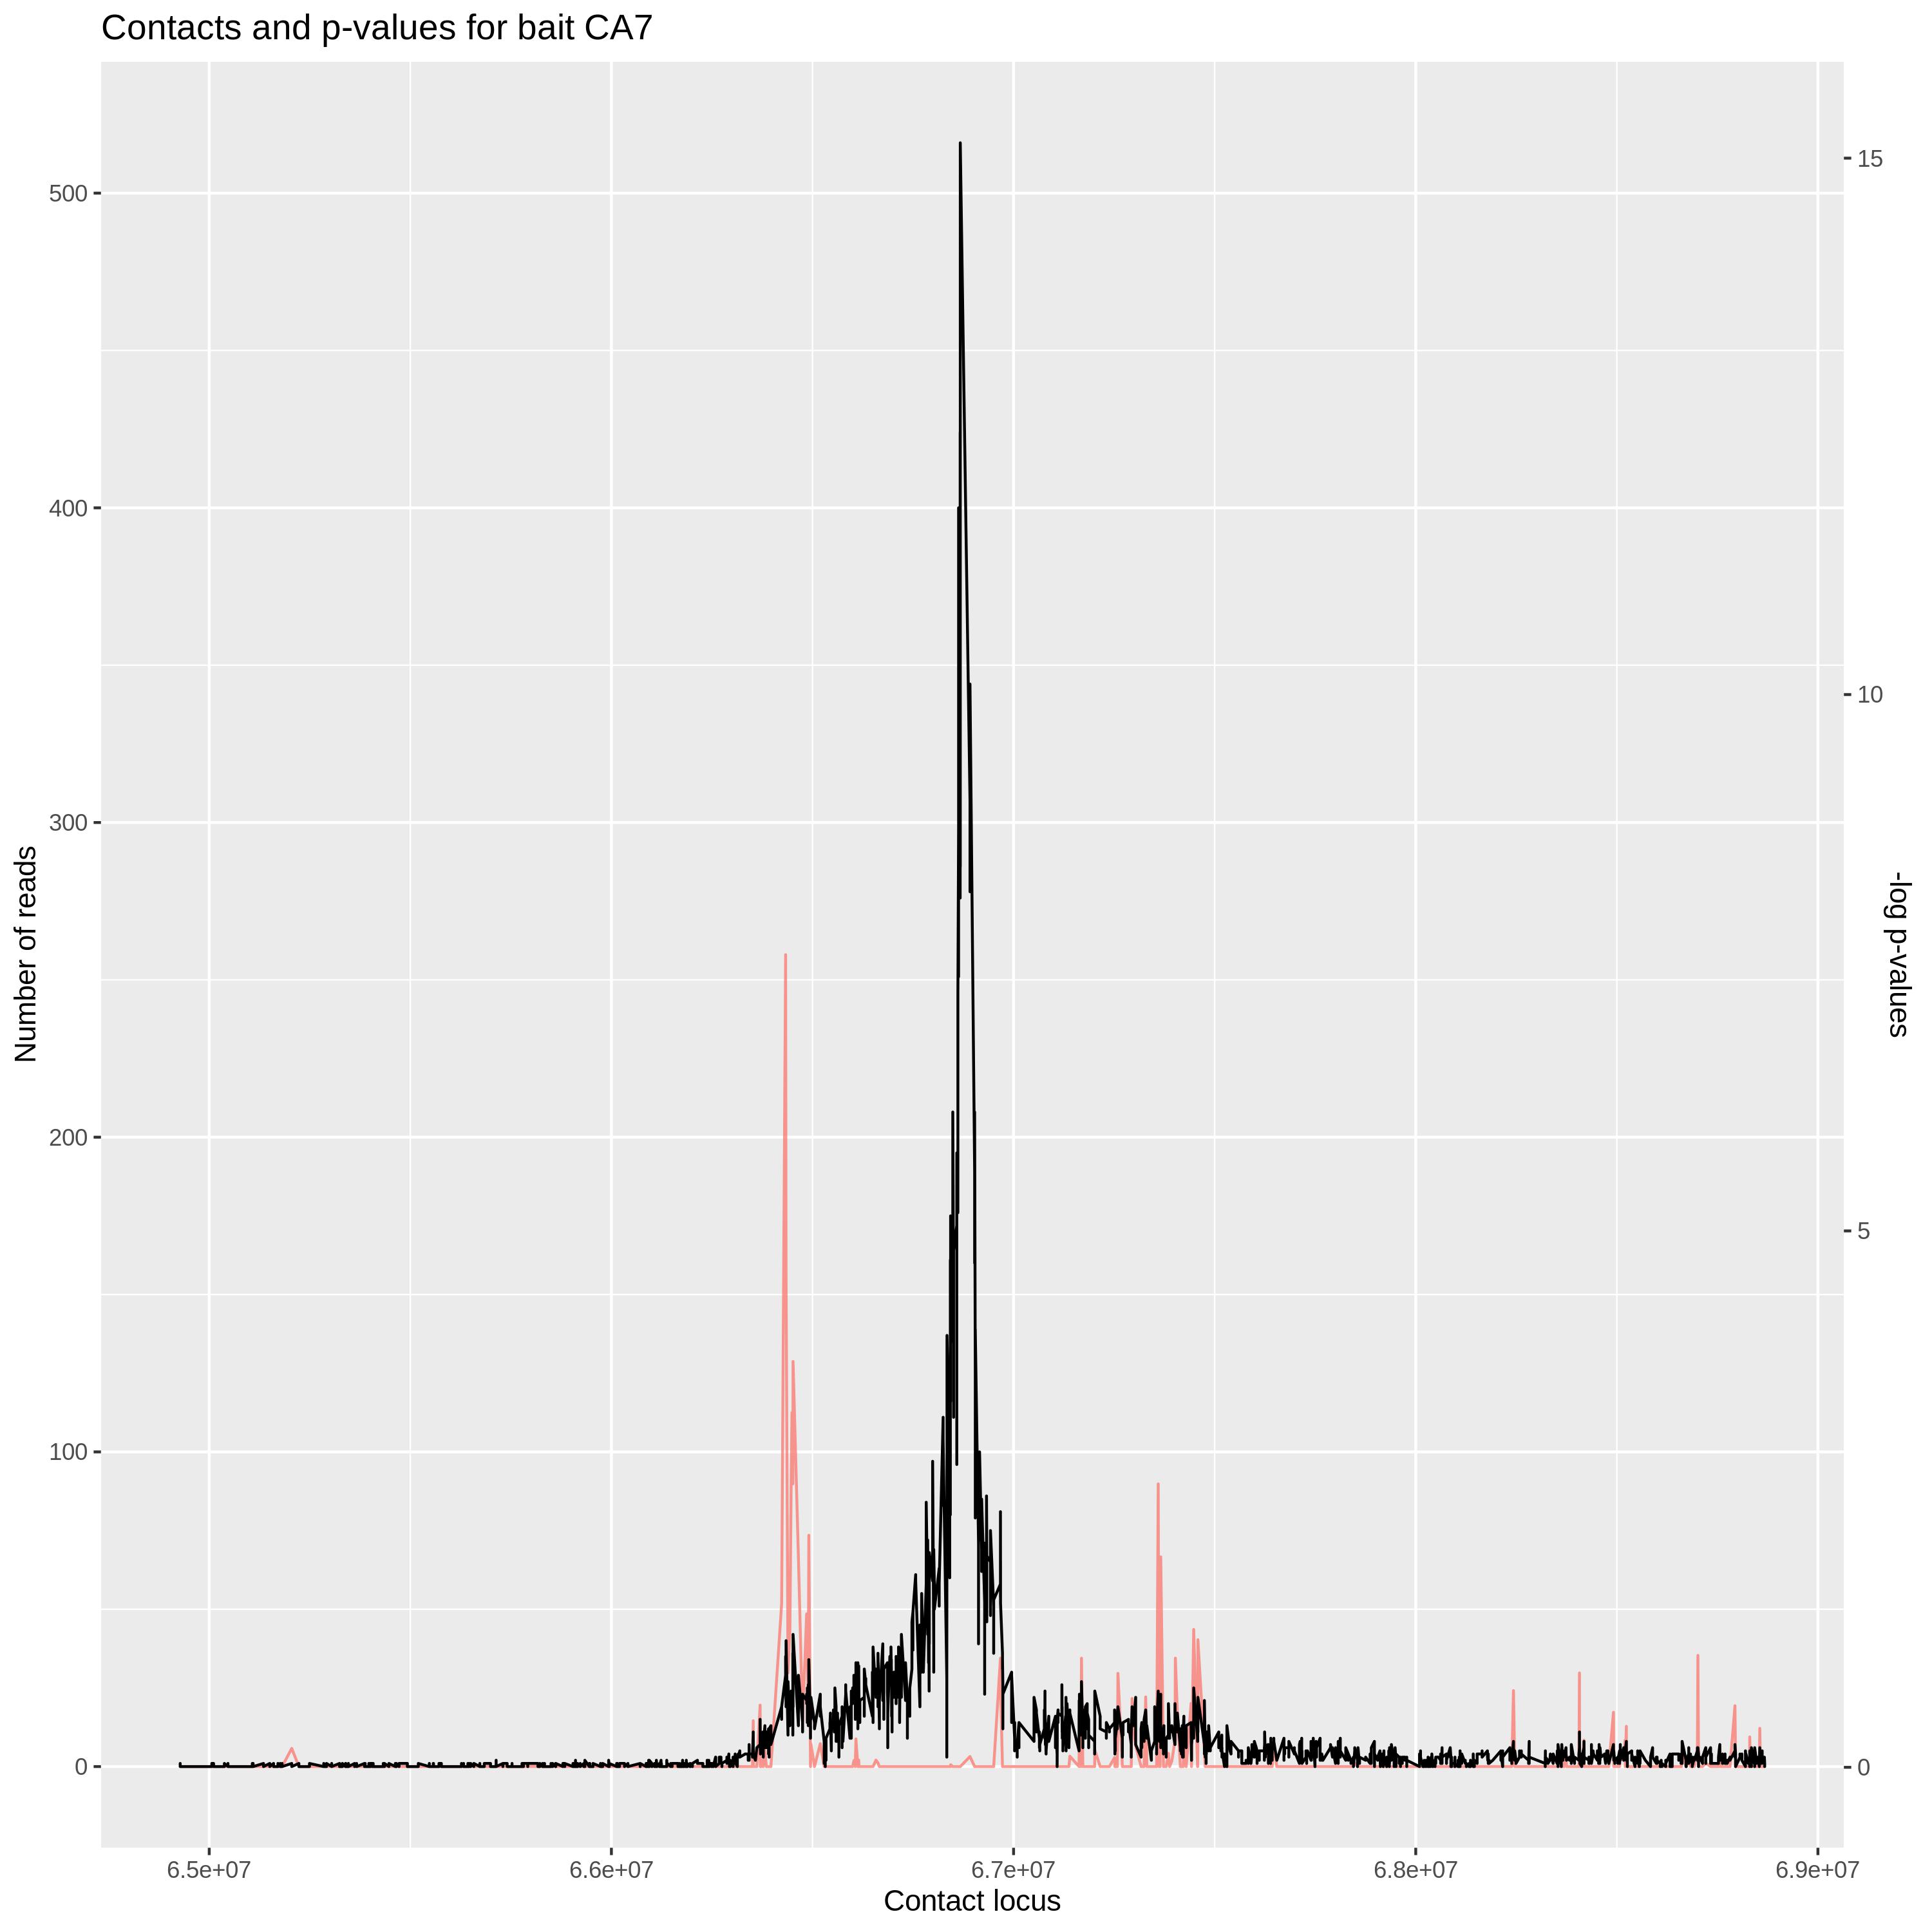 Contacts and p-values for bait CA7
500
400
300
200
100
0
Number of reads
15
10
5
0
-log p-values
6.5e+07
6.6e+07
6.7e+07
6.8e+07
6.9e+07
Contact locus